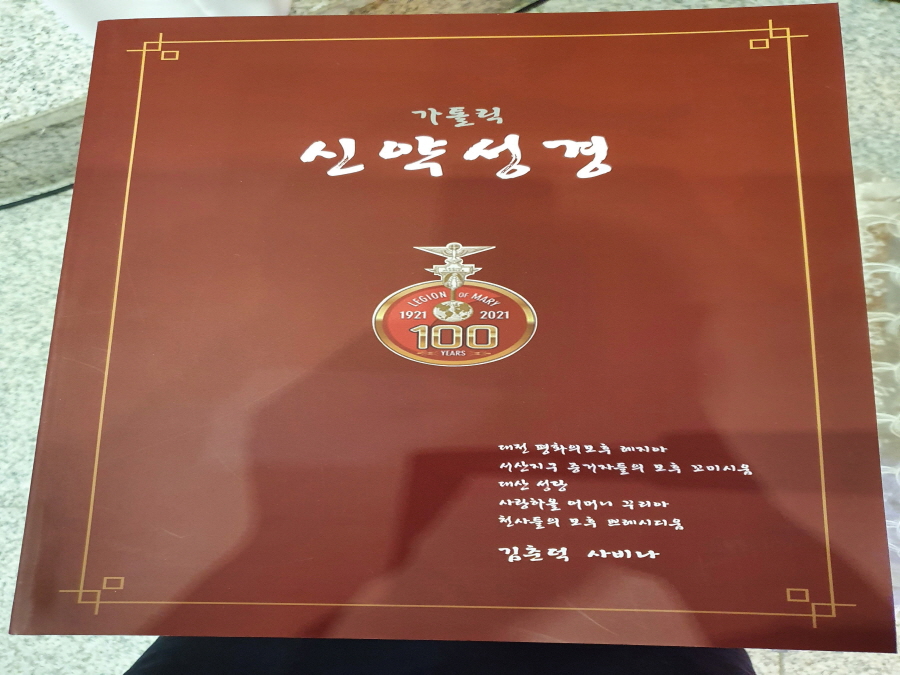 가톨릭
신약성경
LEGION OF MARY
1921 2021
100
YEARS
대전 평화의모후 레지아
서산지구 증거자들의 모후 꼬미시움
대산 성당
사랑하올 어머니 꾸리아
천사들의 모후 쁘레시디움
김춘덕 사비나